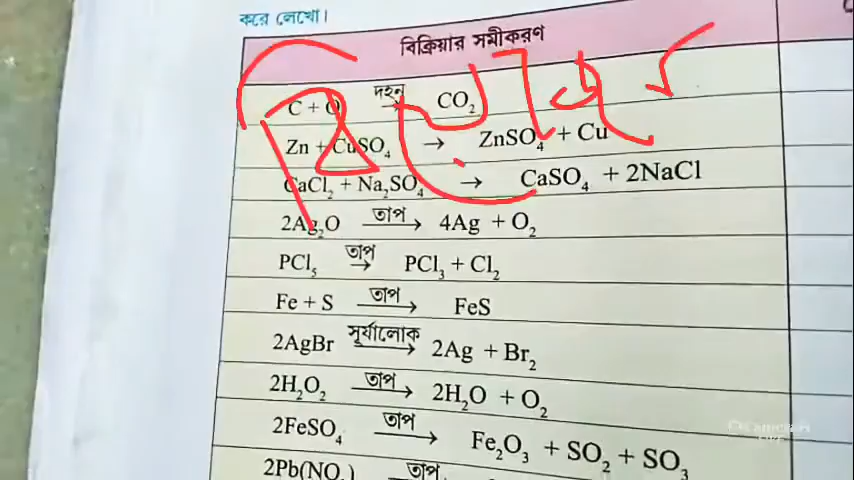 করে লেখো।
বিক্রিয়ার সমীকরণ
C + O CO₂
দহন →
Zn + CuSO₄ → ZnSO₄ + Cu
CaCl₂ + Na₂SO₄ → CaSO₄ + 2NaCl
2Ag₂O তাপ → 4Ag + O₂
PCl₅ তাপ → PCl₃ + Cl₂
Fe + S তাপ → FeS
2AgBr সূর্যালোক → 2Ag + Br₂
2H₂O₂ তাপ → 2H₂O + O₂
2FeSO₄ তাপ → Fe₂O₃ + SO₂ + SO₃
2Pb(NO₃) তাপ